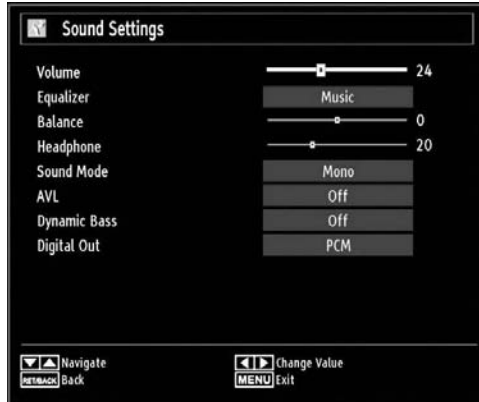 Sound Settings
Volume 24
Equalizer Music
Balance 0
Headphone 20
Sound Mode Mono
AVL Off
Dynamic Bass Off
Digital Out PCM
Navigate Change Value
RET/BACK Back MENU Exit